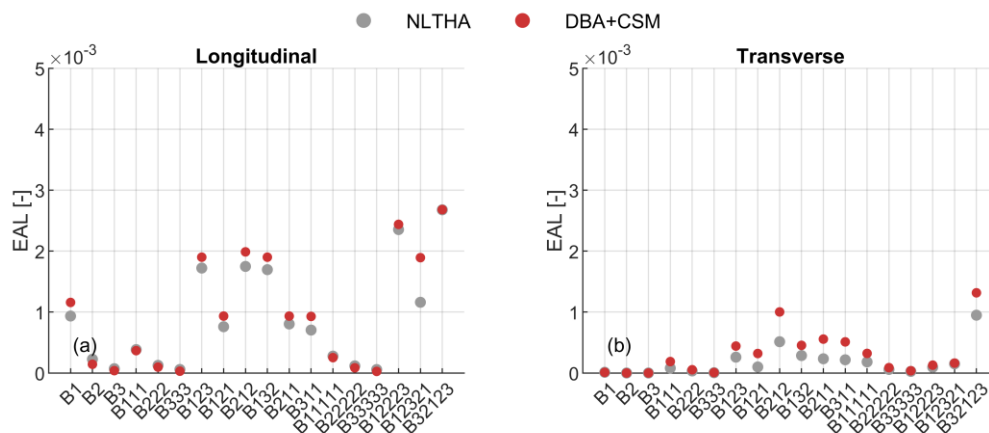 NLTHA DBA+CSM
×10⁻³ Longitudinal
5
4
3
2
1
0
EAL [-]
(a)
B1 B2 B3 B111 B222 B333 B123 B121 B212 B132 B211 B311 B11111 B22222 B33333 B12223 B12321 B32123
×10⁻³ Transverse
5
4
3
2
1
0
EAL [-]
(b)
B1 B2 B3 B111 B222 B333 B123 B121 B212 B132 B211 B311 B11111 B22222 B33333 B12223 B12321 B32123